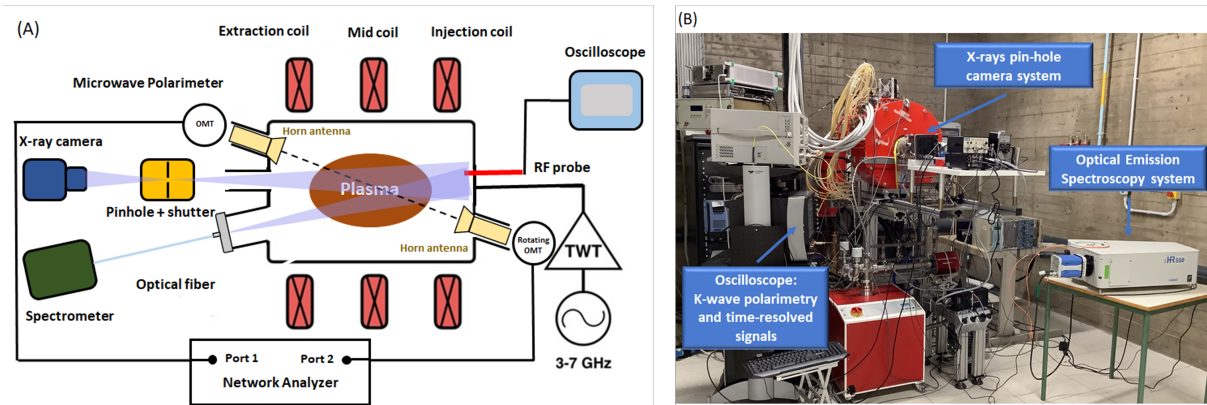 (A)
Extraction coil
Mid coil
Injection coil
Oscilloscope
Microwave Polarimeter
OMT
Horn antenna
X-ray camera
RF probe
Plasma
Pinhole + shutter
Horn antenna
Rotating
OMT
TWT
Optical fiber
Spectrometer
Port 1
Port 2
Network Analyzer
3-7 GHz
(B)
X-rays pin-hole
camera system
Optical Emission
Spectroscopy system
iHR550
Oscilloscope:
K-wave polarimetry
and time-resolved
signals